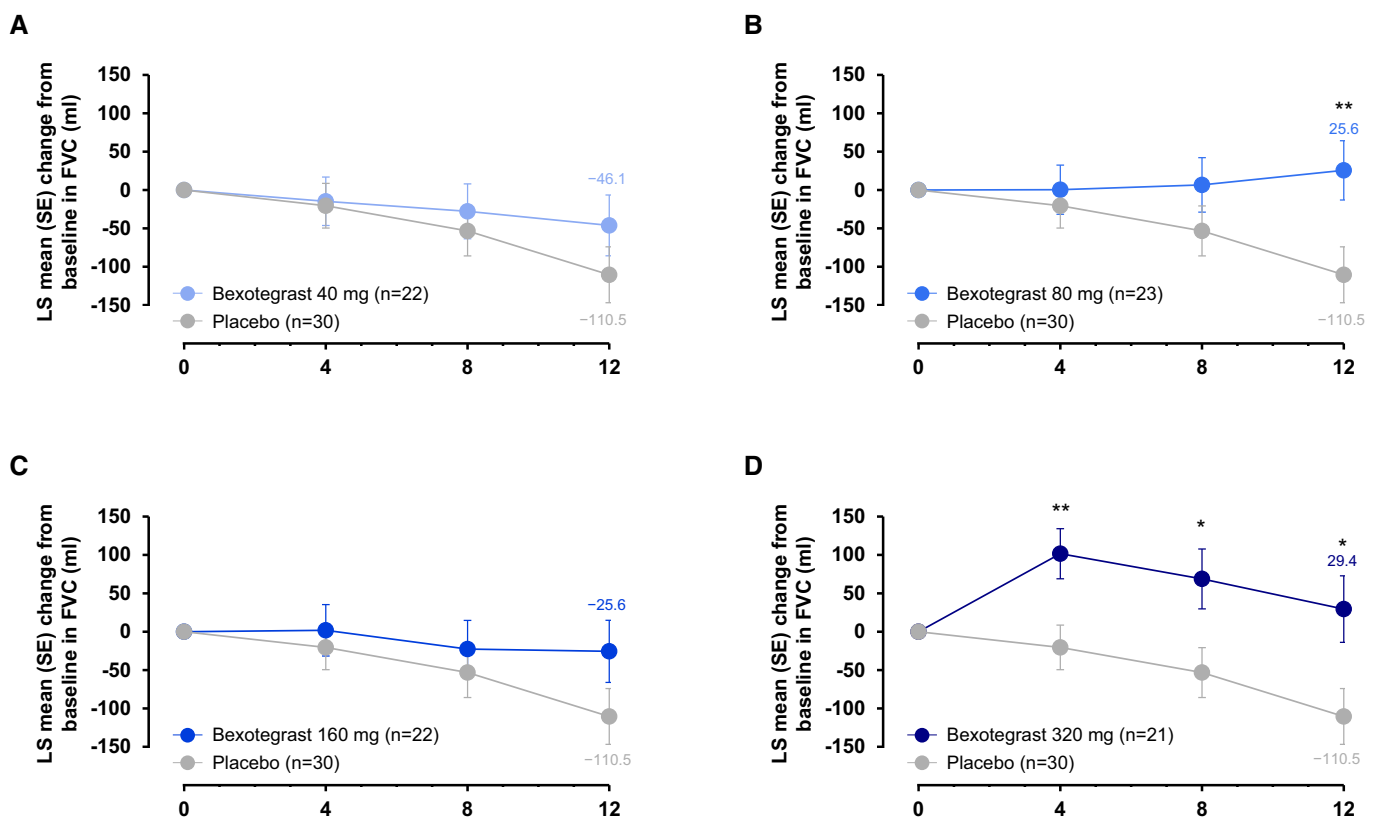 A
LS mean (SE) change from
baseline in FVC (ml)
150
100
50
0
-50
-100
-150
−46.1
Bexotegrast 40 mg (n=22)
Placebo (n=30)
−110.5
0 4 8 12
B
LS mean (SE) change from
baseline in FVC (ml)
150
100
50
0
-50
-100
-150
**
25.6
Bexotegrast 80 mg (n=23)
Placebo (n=30)
−110.5
0 4 8 12
C
LS mean (SE) change from
baseline in FVC (ml)
150
100
50
0
-50
-100
-150
−25.6
Bexotegrast 160 mg (n=22)
Placebo (n=30)
−110.5
0 4 8 12
D
LS mean (SE) change from
baseline in FVC (ml)
150
100
50
0
-50
-100
-150
**
*
*
29.4
Bexotegrast 320 mg (n=21)
Placebo (n=30)
−110.5
0 4 8 12